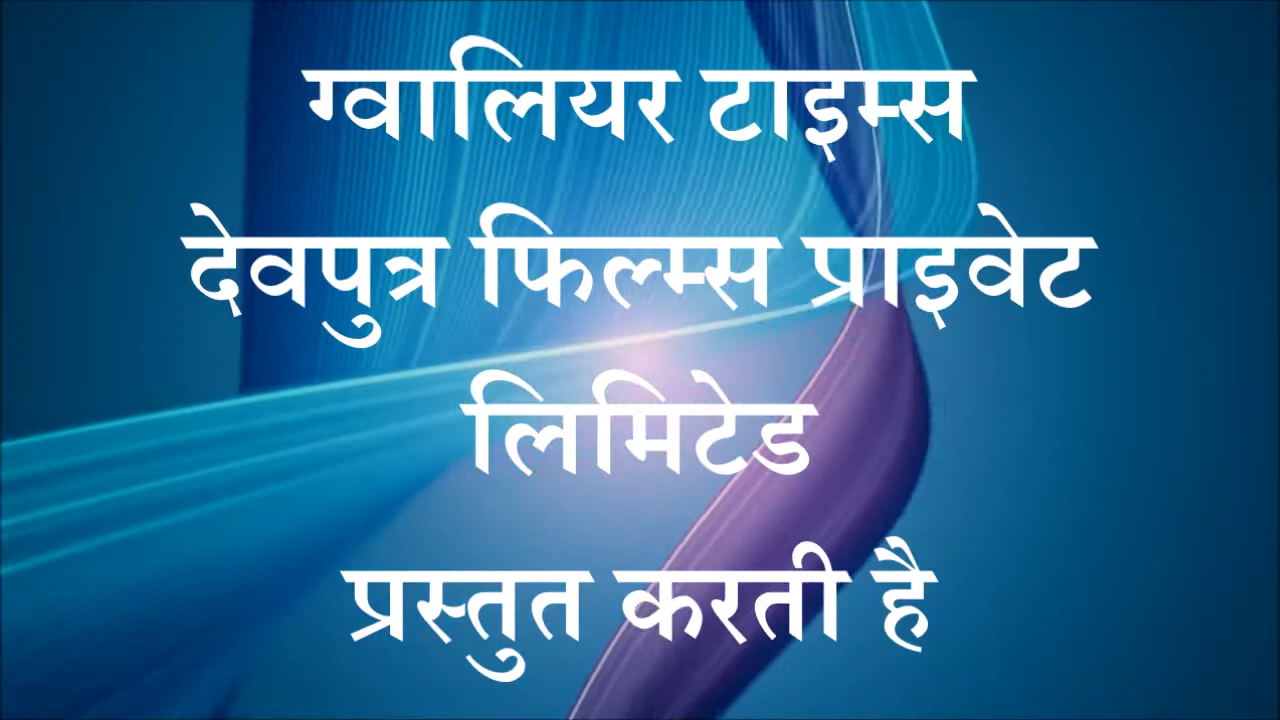 ग्वालियर टाइम्स
देवपुत्र फिल्म्स प्राइवेट
लिमिटेड
प्रस्तुत करती है